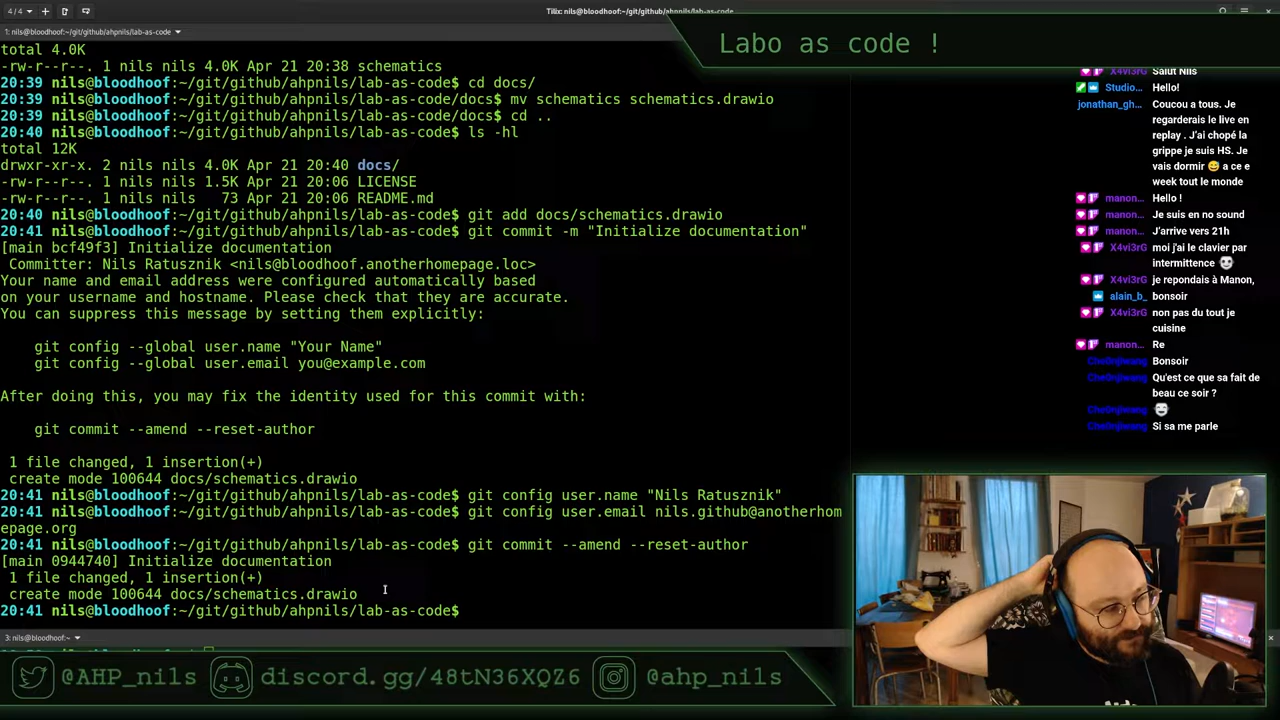 4 / 4
Tilix: nils@bloodhoof:~/git/github/ahpnils/lab-as-code
1: nils@bloodhoof:~/git/github/ahpnils/lab-as-code
Labo as code !
total 4.0K
-rw-r--r--. 1 nils nils 4.0K Apr 21 20:38 schematics
20:39 nils@bloodhoof:~/git/github/ahpnils/lab-as-code$ cd docs/
20:39 nils@bloodhoof:~/git/github/ahpnils/lab-as-code/docs$ mv schematics schematics.drawio
20:39 nils@bloodhoof:~/git/github/ahpnils/lab-as-code/docs$ cd ..
20:40 nils@bloodhoof:~/git/github/ahpnils/lab-as-code$ ls -hl
total 12K
drwxr-xr-x. 2 nils nils 4.0K Apr 21 20:40 docs/
-rw-r--r--. 1 nils nils 1.5K Apr 21 20:06 LICENSE
-rw-r--r--. 1 nils nils   73 Apr 21 20:06 README.md
20:40 nils@bloodhoof:~/git/github/ahpnils/lab-as-code$ git add docs/schematics.drawio
20:40 nils@bloodhoof:~/git/github/ahpnils/lab-as-code$ git commit -m "Initialize documentation"
[main bcf49f3] Initialize documentation
 Committer: Nils Ratusznik <nils@bloodhoof.anotherhomepage.loc>
Your name and email address were configured automatically based
on your username and hostname. Please check that they are accurate.
You can suppress this message by setting them explicitly:
    git config --global user.name "Your Name"
    git config --global user.email you@example.com
After doing this, you may fix the identity used for this commit with:
    git commit --amend --reset-author
 1 file changed, 1 insertion(+)
 create mode 100644 docs/schematics.drawio
20:41 nils@bloodhoof:~/git/github/ahpnils/lab-as-code$ git config user.name "Nils Ratusznik"
20:41 nils@bloodhoof:~/git/github/ahpnils/lab-as-code$ git config user.email nils.github@anotherhom
epage.org
20:41 nils@bloodhoof:~/git/github/ahpnils/lab-as-code$ git commit --amend --reset-author
[main 0944740] Initialize documentation
 1 file changed, 1 insertion(+)
 create mode 100644 docs/schematics.drawio
20:41 nils@bloodhoof:~/git/github/ahpnils/lab-as-code$
3: nils@bloodhoof:~
X4vi3rG Salut Nils
Studio... Hello!
jonathan_gh... Coucou a tous. Je
regarderais le live en
replay . J'ai chopé la
grippe je suis HS. Je
vais dormir 😅 a ce
week tout le monde
manon... Hello !
manon... Je suis en no sound
manon... J'arrive vers 21h
X4vi3rG moi j'ai le clavier par
intermittence
X4vi3rG je repondais à Manon,
alain_b_ bonsoir
X4vi3rG non pas du tout je
cuisine
manon... Re
Che0njiwang Bonsoir
Che0njiwang Qu'est ce que sa fait de
beau ce soir ?
Che0njiwang
Che0njiwang Si sa me parle
@AHP_nils
discord.gg/48tN36XQZ6
@ahp_nils